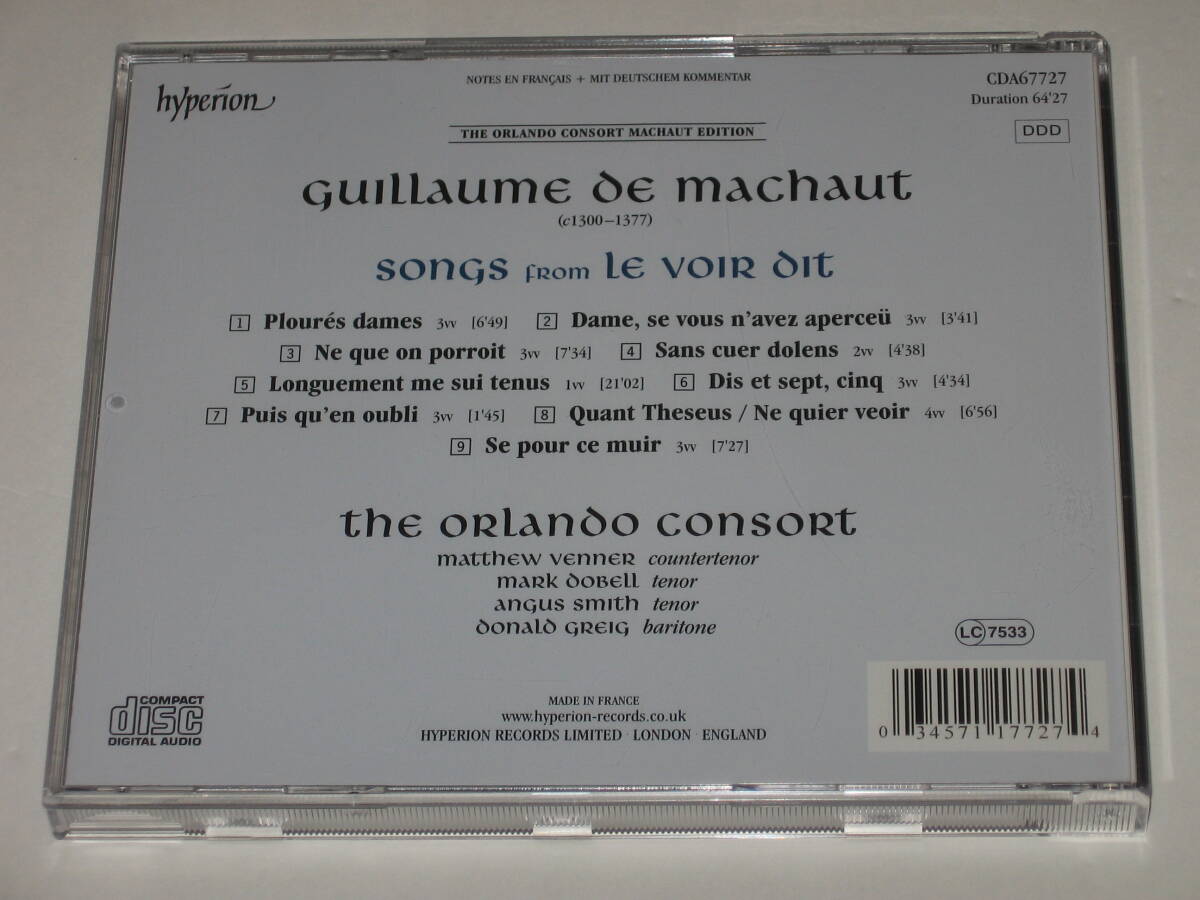 hyperion
NOTES EN FRANÇAIS + MIT DEUTSCHEM KOMMENTAR
CDA67727
Duration 64'27
DDD
THE ORLANDO CONSORT MACHAUT EDITION
GUILLAUME DE MACHAUT
(c1300–1377)
SONGS FROM LE VOIR DIT
1 Plourés dames 3vv [6'49] 2 Dame, se vous n'avez aperceü 3vv [3'41]
3 Ne que on porroit 3vv [7'34] 4 Sans cuer dolens 2vv [4'38]
5 Longuement me sui tenus 1vv [21'02] 6 Dis et sept, cinq 3vv [4'34]
7 Puis qu'en oubli 3vv [1'45] 8 Quant Theseus / Ne quier veoir 4vv [6'56]
9 Se pour ce muir 3vv [7'27]
THE ORLANDO CONSORT
MATTHEW VENNER countertenor
MARK DOBELL tenor
ANGUS SMITH tenor
DONALD GREIG baritone
LC 7533
COMPACT
disc
DIGITAL AUDIO
MADE IN FRANCE
www.hyperion-records.co.uk
HYPERION RECORDS LIMITED · LONDON · ENGLAND
0 34571 17727 4